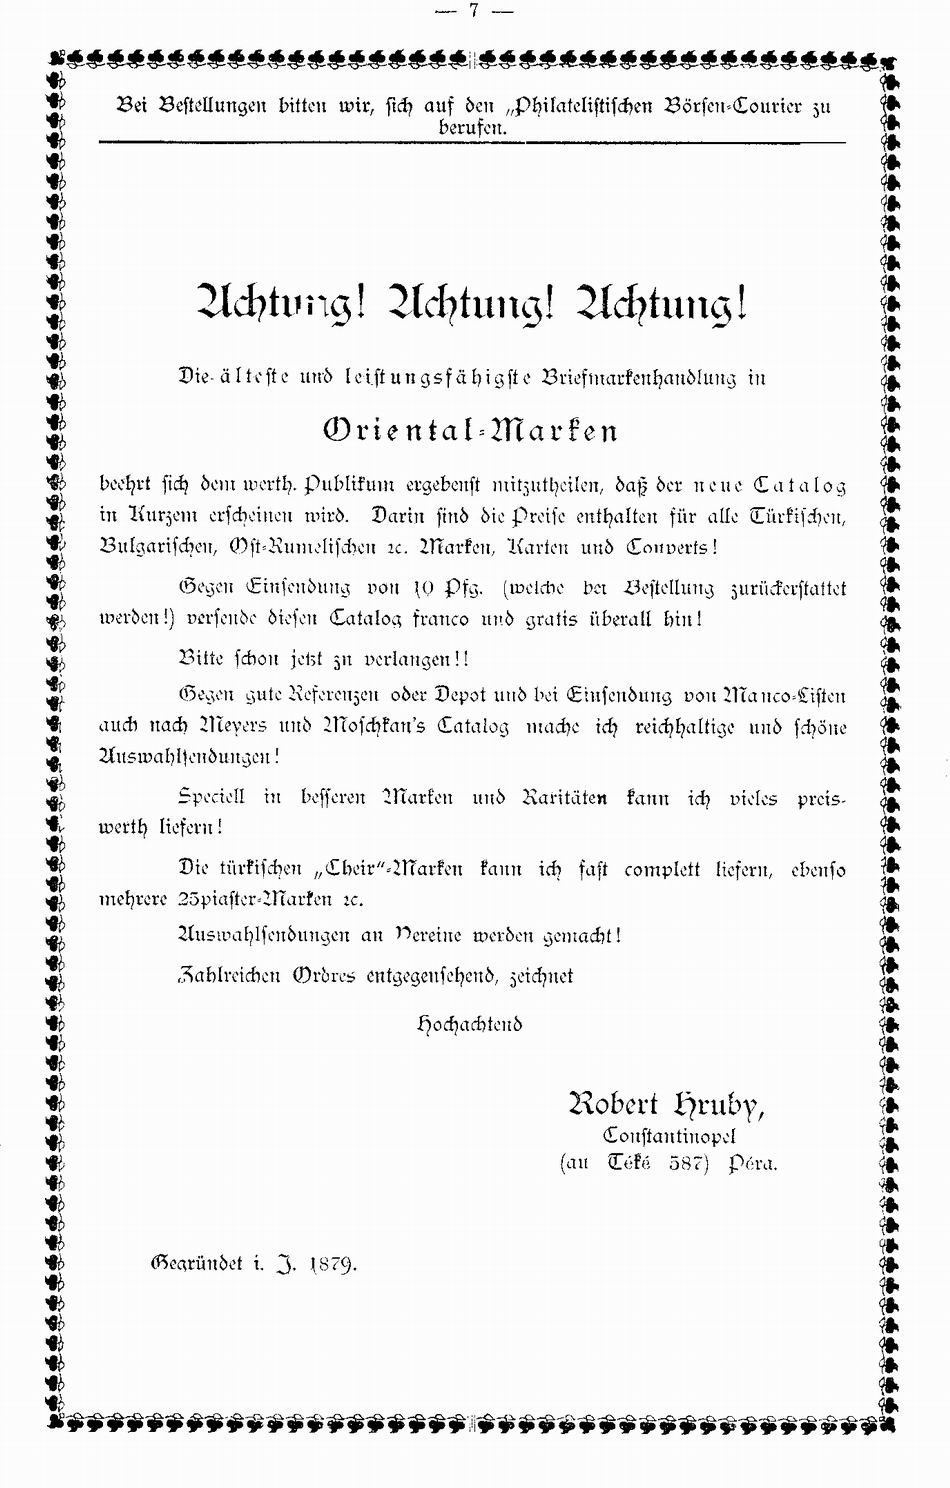 — 7 —
Bei Bestellungen bitten wir, sich auf den „Philatelistischen Börsen-Courier zu
berufen.
Achtung! Achtung! Achtung!
Die älteste und leistungsfähigste Briefmarkenhandlung in
Oriental-Marken
beehrt sich dem werth. Publikum ergebenst mitzutheilen, daß der neue Catalog
in Kurzem erscheinen wird. Darin sind die Preise enthalten für alle Türkischen,
Bulgarischen, Ost-Rumelischen ꝛc. Marken, Karten und Couverts!
Gegen Einsendung von 10 Pfg. (welche bei Bestellung zurückerstattet
werden!) versende diesen Catalog franco und gratis überall hin!
Bitte schon jetzt zu verlangen!!
Gegen gute Referenzen oder Depot und bei Einsendung von Manco-Listen
auch nach Meyers und Moschkau's Catalog mache ich reichhaltige und schöne
Auswahlsendungen!
Speciell in besseren Marken und Raritäten kann ich vieles preis-
werth liefern!
Die türkischen „Cheir“-Marken kann ich fast complett liefern, ebenso
mehrere 25piaster-Marken ꝛc.
Auswahlsendungen an Vereine werden gemacht!
Zahlreichen Ordres entgegensehend, zeichnet
Hochachtend
Robert Hruby,
Constantinopel
(au Téké 587) Péra.
Gegründet i. J. 1879.